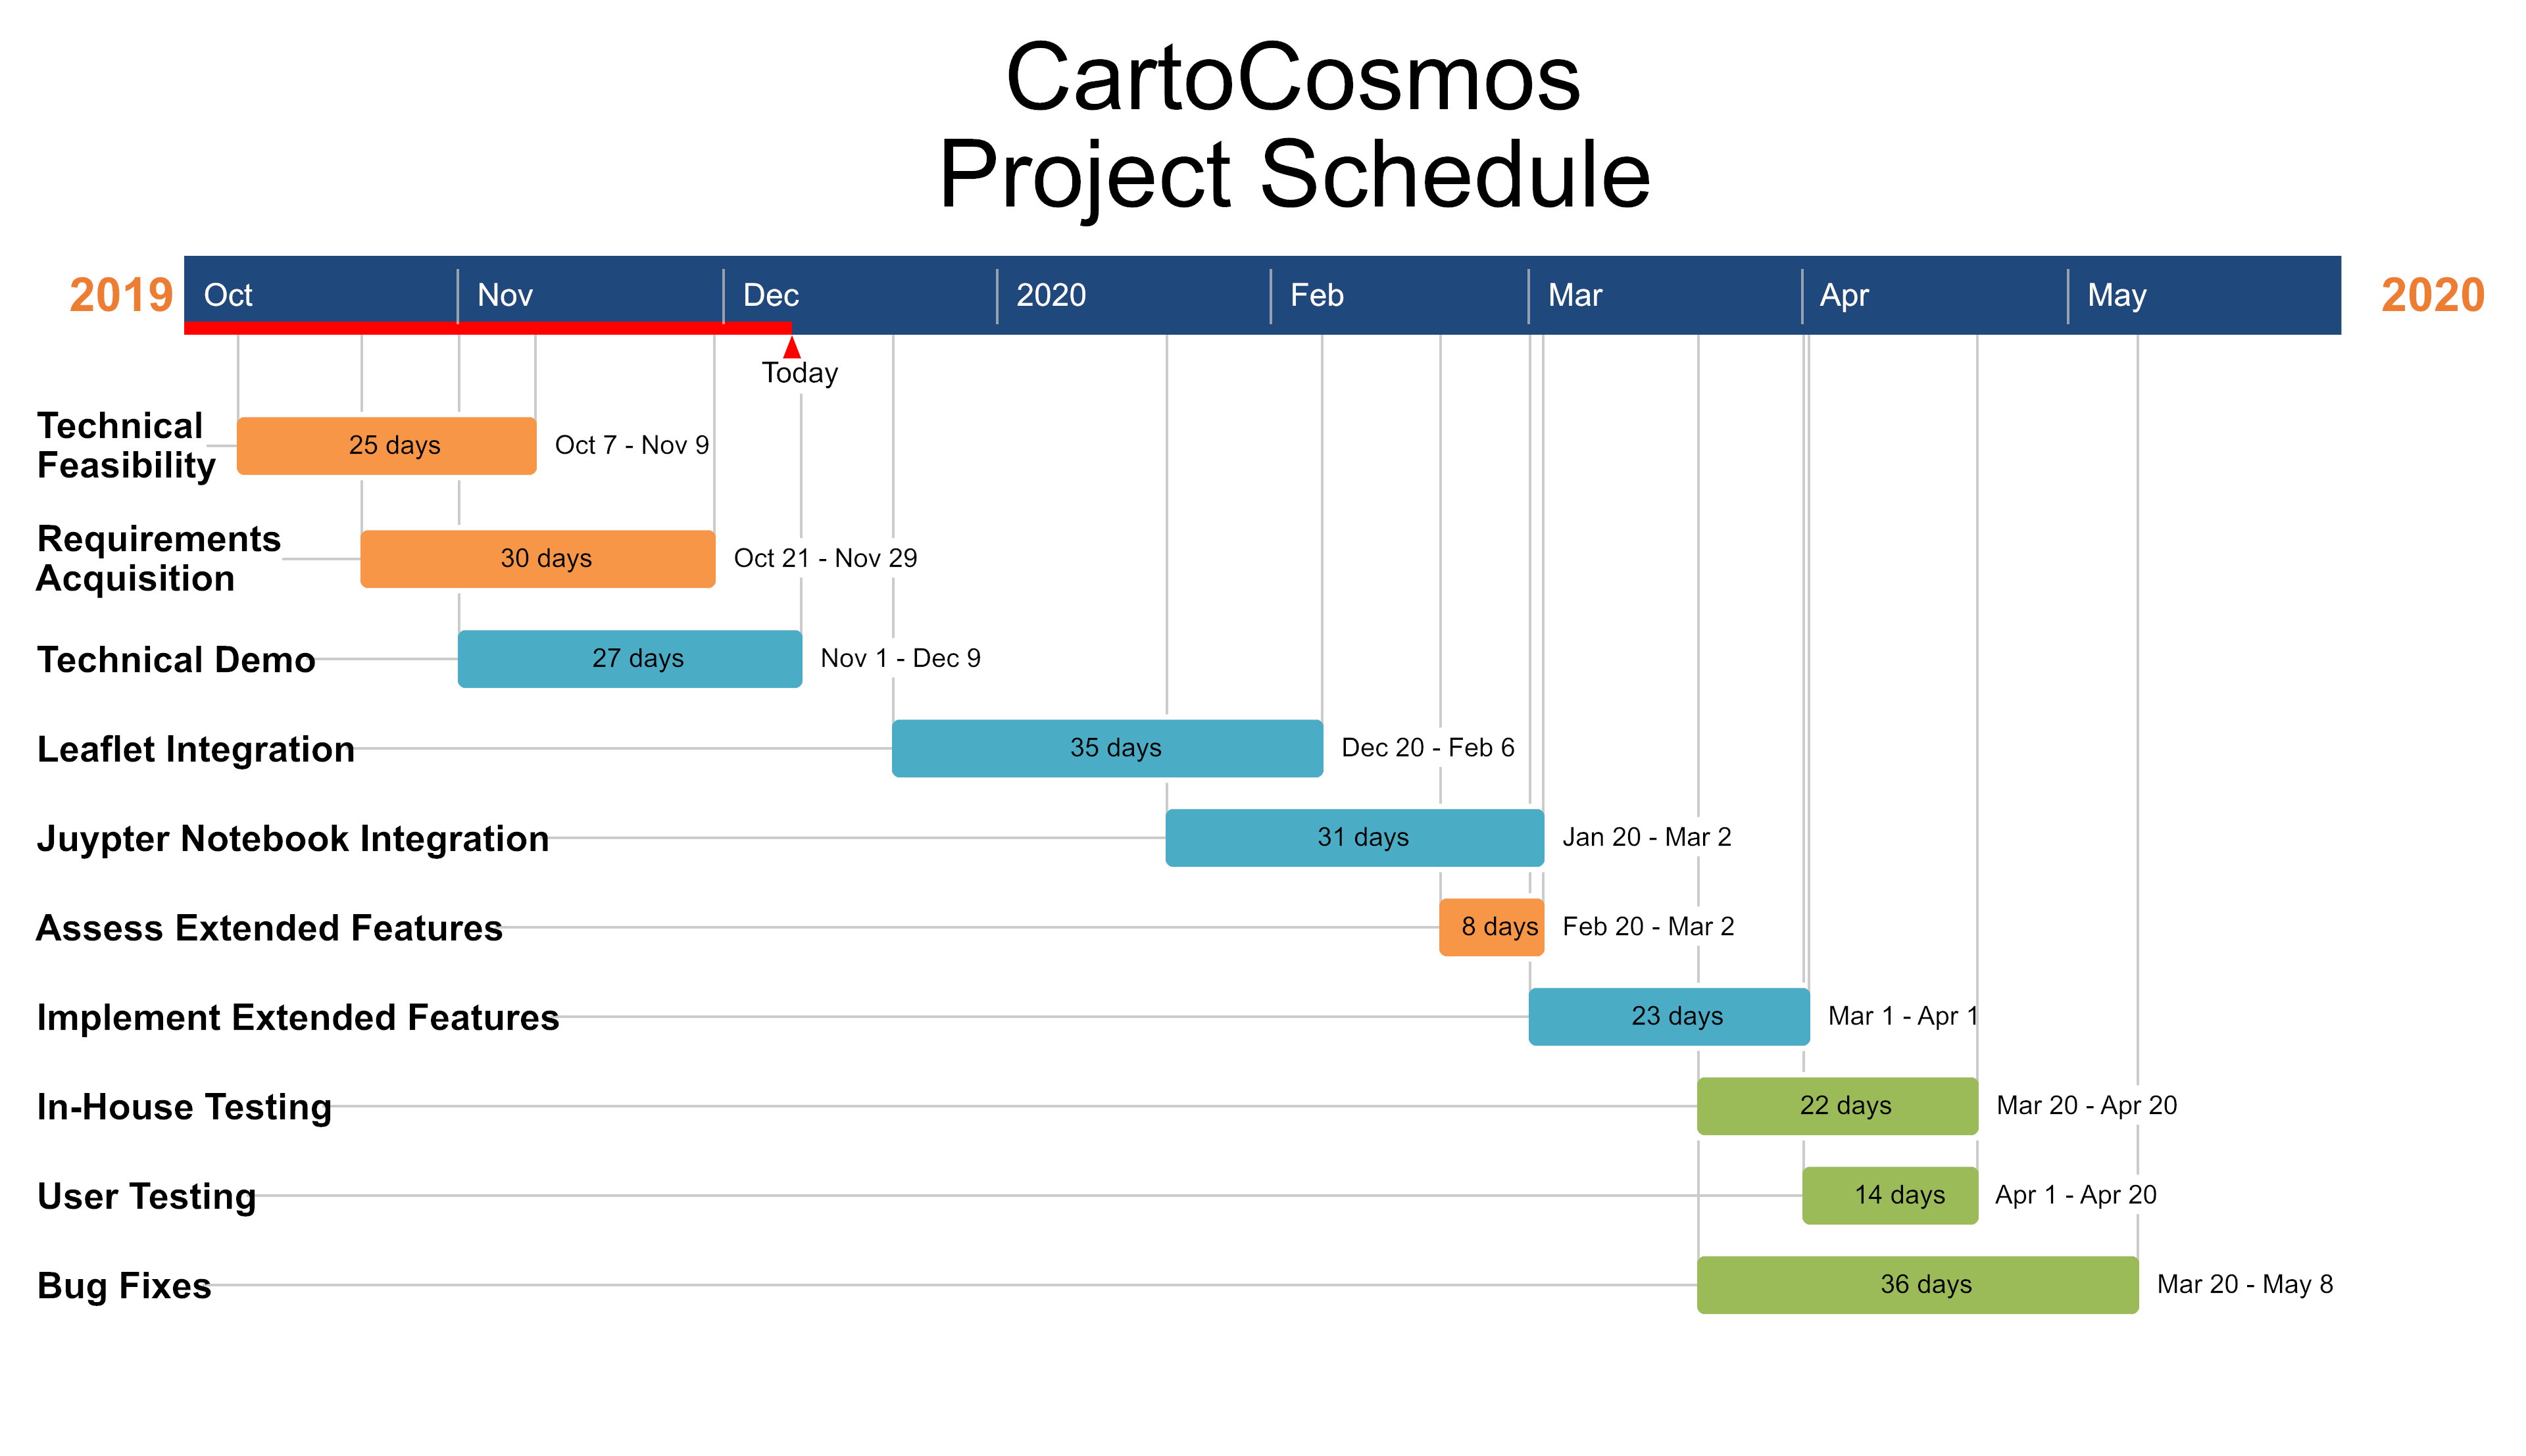 CartoCosmos
Project Schedule
2019
Oct
Nov
Dec
2020
Feb
Mar
Apr
May
2020
Today
Technical
Feasibility
25 days
Oct 7 - Nov 9
Requirements
Acquisition
30 days
Oct 21 - Nov 29
Technical Demo
27 days
Nov 1 - Dec 9
Leaflet Integration
35 days
Dec 20 - Feb 6
Juypter Notebook Integration
31 days
Jan 20 - Mar 2
Assess Extended Features
8 days
Feb 20 - Mar 2
Implement Extended Features
23 days
Mar 1 - Apr 1
In-House Testing
22 days
Mar 20 - Apr 20
User Testing
14 days
Apr 1 - Apr 20
Bug Fixes
36 days
Mar 20 - May 8